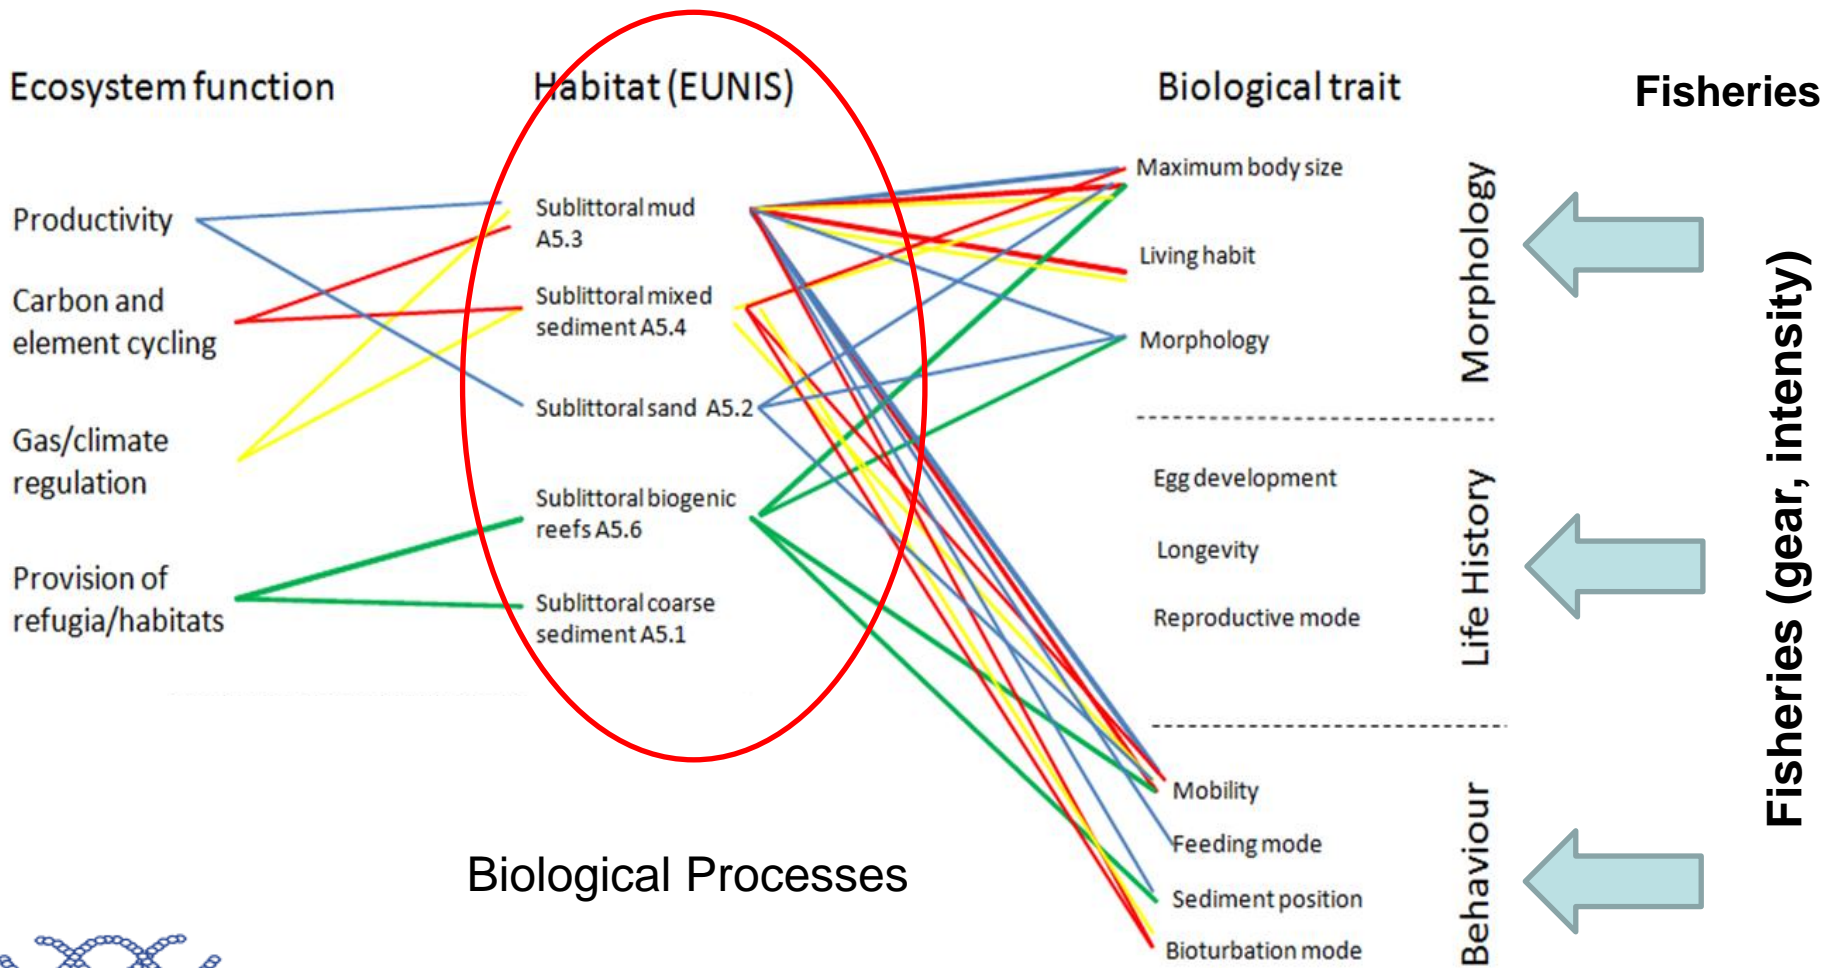 Ecosystem function
Habitat (EUNIS)
Biological trait
Fisheries
Productivity
Carbon and
element cycling
Gas/climate
regulation
Provision of
refugia/habitats
Sublittoral mud
A5.3
Sublittoral mixed
sediment A5.4
Sublittoral sand A5.2
Sublittoral biogenic
reefs A5.6
Sublittoral coarse
sediment A5.1
Maximum body size
Living habit
Morphology
Egg development
Longevity
Reproductive mode
Mobility
Feeding mode
Sediment position
Bioturbation mode
Morphology
Life History
Behaviour
Fisheries (gear, intensity)
Biological Processes